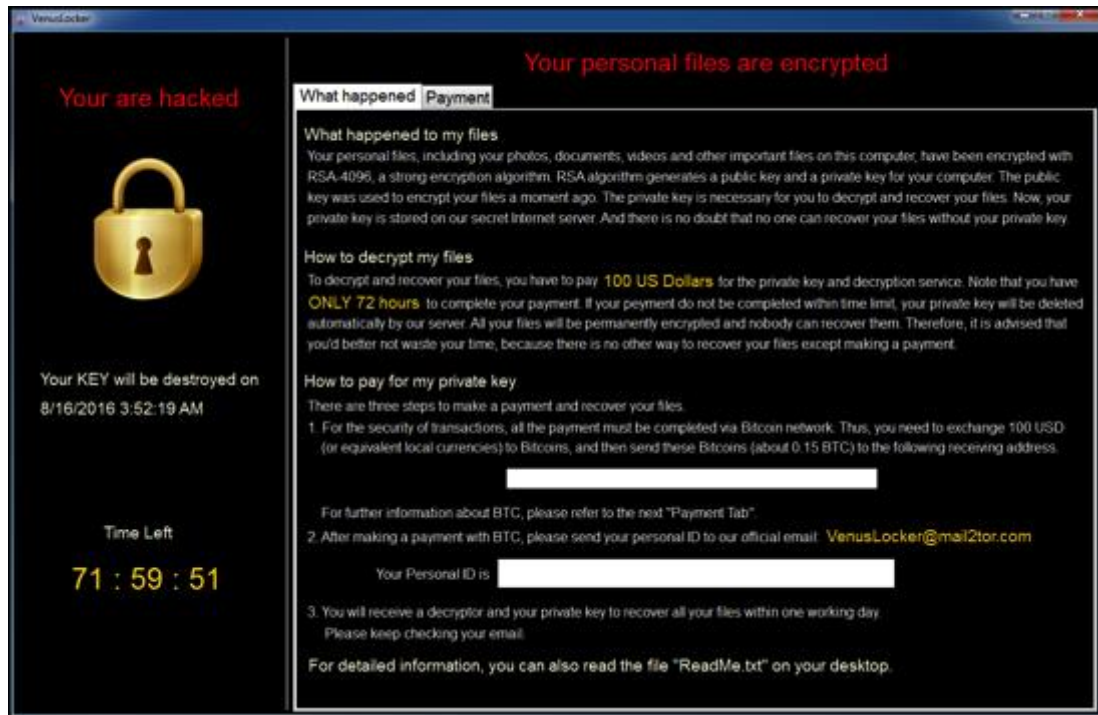 VenusLocker
Your are hacked
Your KEY will be destroyed on
8/16/2016 3:52:19 AM
Time Left
71 : 59 : 51
Your personal files are encrypted
What happened
Payment
What happened to my files
Your personal files, including your photos, documents, videos and other important files on this computer, have been encrypted with
RSA-4096, a strong encryption algorithm. RSA algorithm generates a public key and a private key for your computer. The public
key was used to encrypt your files a moment ago. The private key is necessary for you to decrypt and recover your files. Now, your
private key is stored on our secret Internet server. And there is no doubt that no one can recover your files without your private key.
How to decrypt my files
To decrypt and recover your files, you have to pay 100 US Dollars for the private key and decryption service. Note that you have
ONLY 72 hours to complete your payment. If your peyment do not be completed within time limit, your private key will be deleted
automatically by our server. All your files will be permanently encrypted and nobody can recover them. Therefore, it is advised that
you'd better not waste your time, because there is no other way to recover your files except making a payment.
How to pay for my private key
There are three steps to make a payment and recover your files.
1. For the security of transactions, all the payment must be completed via Bitcoin network. Thus, you need to exchange 100 USD
(or equivalent local currencies) to Bitcoins, and then send these Bitcoins (about 0.15 BTC) to the following receiving address.
For further information about BTC, please refer to the next "Payment Tab".
2. After making a payment with BTC, please send your personal ID to our official email: VenusLocker@mail2tor.com
Your Personal ID is
3. You will receive a decryptor and your private key to recover all your files within one working day.
Please keep checking your email.
For detailed information, you can also read the file "ReadMe.txt" on your desktop.